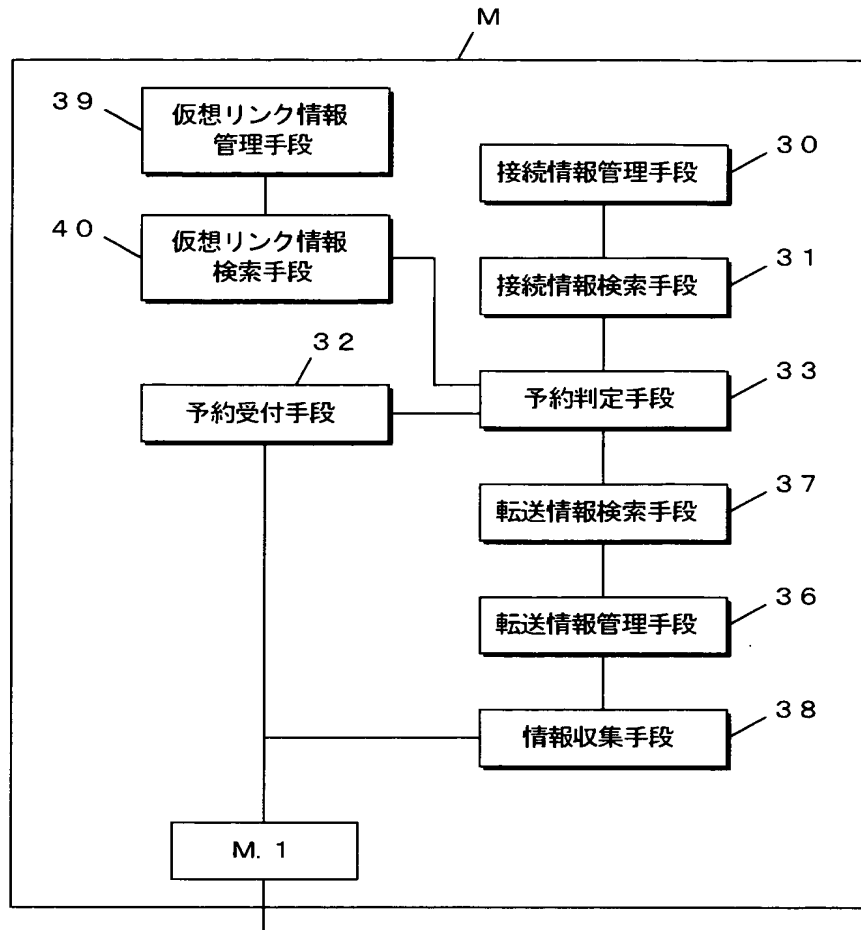 M
39
仮想リンク情報
管理手段
30
接続情報管理手段
40
仮想リンク情報
検索手段
31
接続情報検索手段
32
予約受付手段
33
予約判定手段
37
転送情報検索手段
36
転送情報管理手段
38
情報収集手段
M. 1